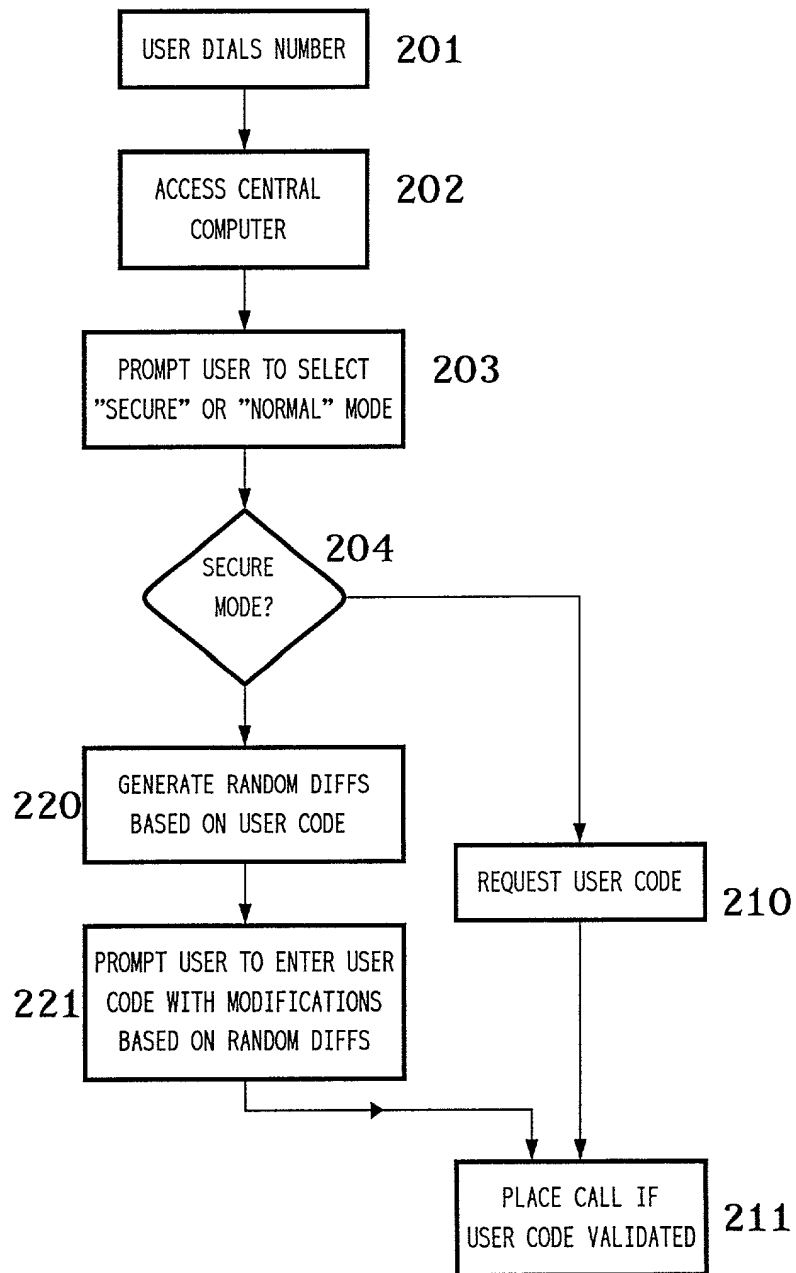 USER DIALS NUMBER
201
ACCESS CENTRAL
COMPUTER
202
PROMPT USER TO SELECT
"SECURE" OR "NORMAL" MODE
203
SECURE
MODE?
204
GENERATE RANDOM DIFFS
BASED ON USER CODE
220
REQUEST USER CODE
210
PROMPT USER TO ENTER USER
CODE WITH MODIFICATIONS
BASED ON RANDOM DIFFS
221
PLACE CALL IF
USER CODE VALIDATED
211